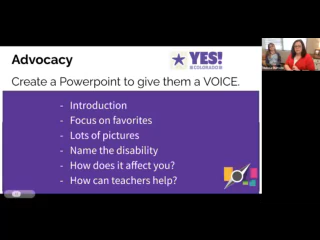 Advocacy
YES!
COLORADO
Create a Powerpoint to give them a VOICE.
- Introduction
- Focus on favorites
- Lots of pictures
- Name the disability
- How does it affect you?
- How can teachers help?